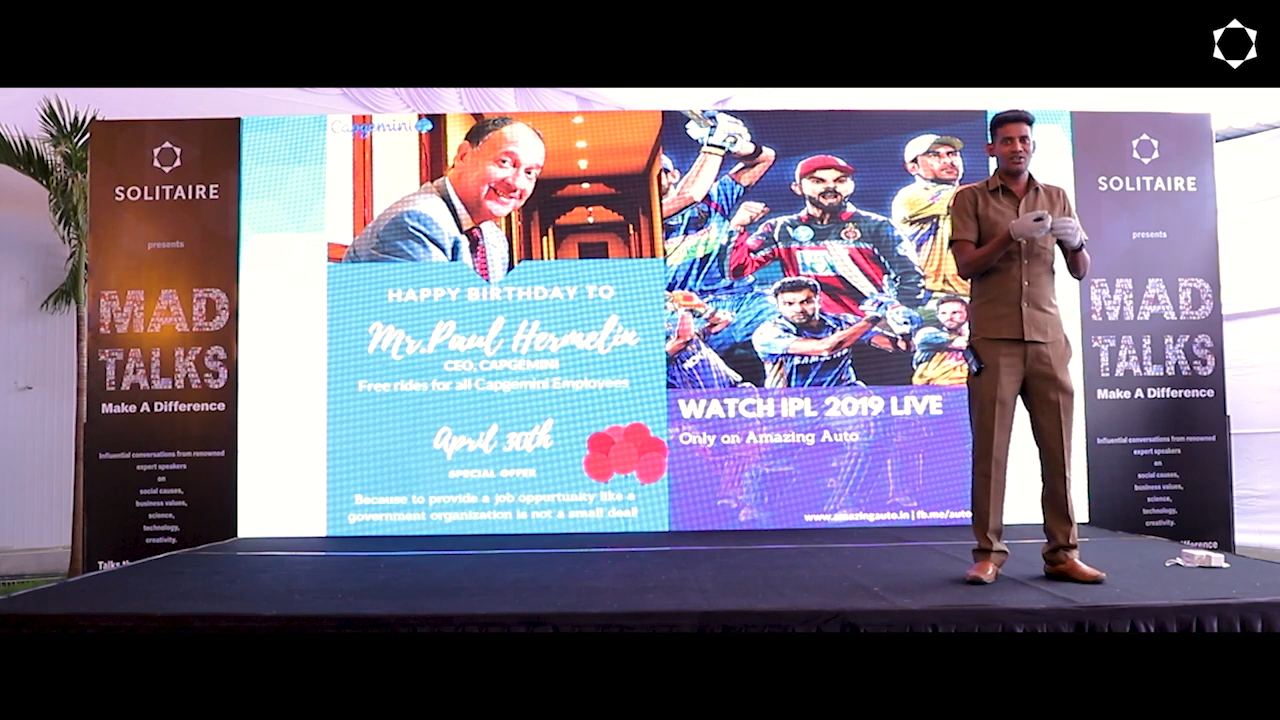 SOLITAIRE
presents
MAD
TALKS
Make A Difference
Influential conversations from renowned
expert speakers
on
social causes,
business values,
science,
technology,
creativity.
Talks
Capgemini
HAPPY BIRTHDAY TO
Mr.Paul Hermelin
CEO, CAPGEMINI
Free rides for all Capgemini Employees
April 30th
SPECIAL OFFER
Because to provide a job opportunity like a
government organization is not a small deal!
WATCH IPL 2019 LIVE
Only on Amazing Auto
www.amazingauto.in | fb.me/auto
SAMSUNG
SOLITAIRE
presents
MAD
TALKS
Make A Difference
Influential conversations from renowned
expert speakers
on
social causes,
business values,
science,
technology,
creativity.